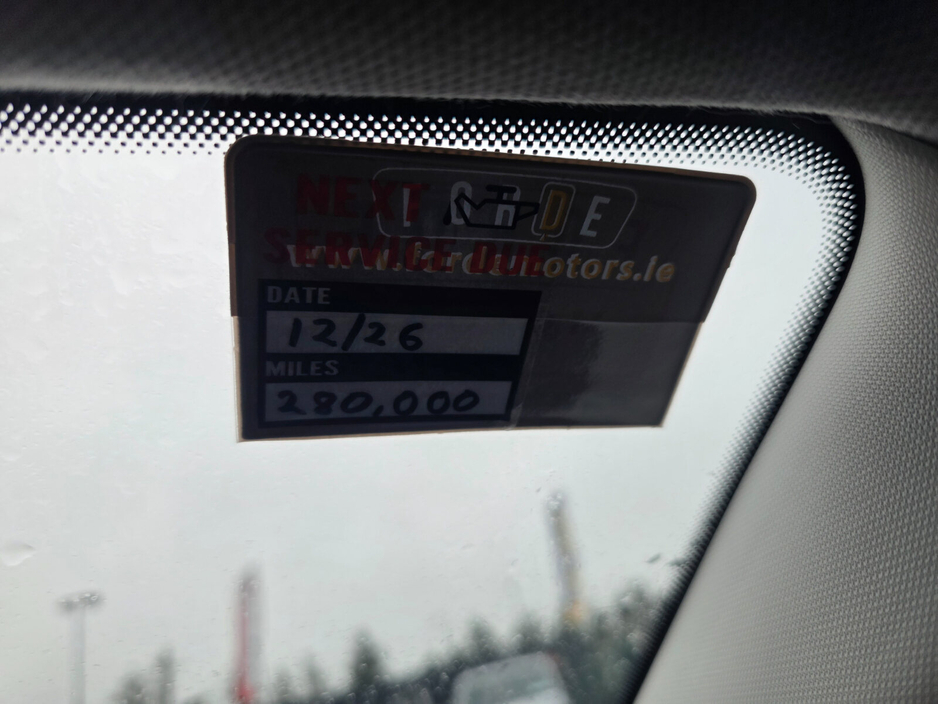 NEXT
SERVICE DUE
DATE
12/26
MILES
280,000